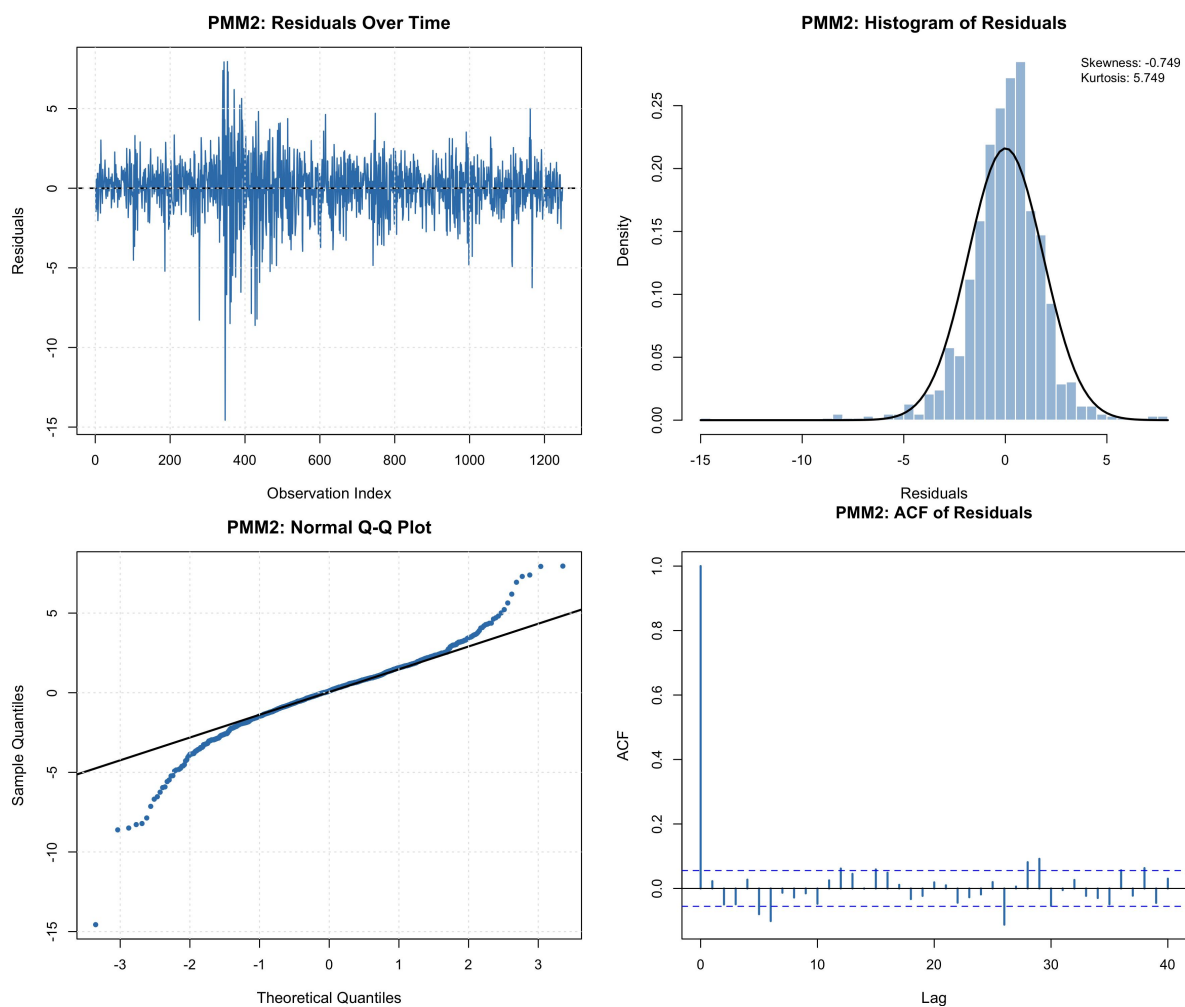 PMM2: Residuals Over Time
Residuals
5
0
-5
-10
-15
0 200 400 600 800 1000 1200
Observation Index
PMM2: Histogram of Residuals
Skewness: -0.749
Kurtosis: 5.749
Density
0.25
0.20
0.15
0.10
0.05
0.00
-15 -10 -5 0 5
Residuals
PMM2: Normal Q-Q Plot
Sample Quantiles
5
0
-5
-10
-15
-3 -2 -1 0 1 2 3
Theoretical Quantiles
PMM2: ACF of Residuals
ACF
1.0
0.8
0.6
0.4
0.2
0.0
0 10 20 30 40
Lag